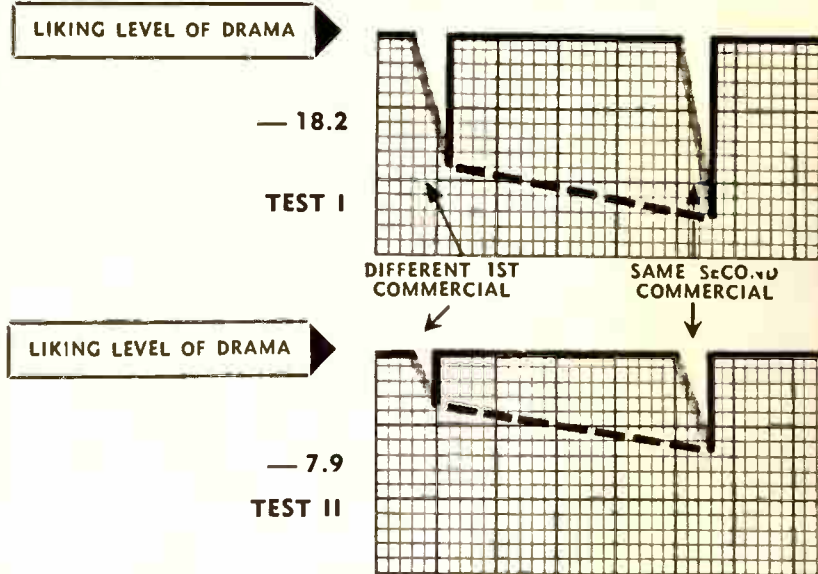 LIKING LEVEL OF DRAMA
— 18.2
TEST I
DIFFERENT 1ST
COMMERCIAL
SAME SECOND
COMMERCIAL
LIKING LEVEL OF DRAMA
— 7.9
TEST II